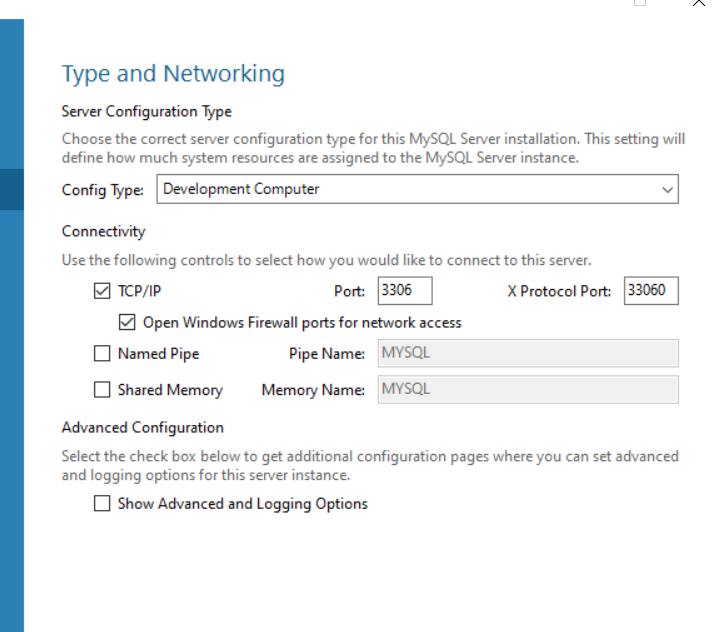 Type and Networking
Server Configuration Type
Choose the correct server configuration type for this MySQL Server installation. This setting will
define how much system resources are assigned to the MySQL Server instance.
Config Type: Development Computer
Connectivity
Use the following controls to select how you would like to connect to this server.
TCP/IP Port: 3306 X Protocol Port: 33060
Open Windows Firewall ports for network access
Named Pipe Pipe Name: MYSQL
Shared Memory Memory Name: MYSQL
Advanced Configuration
Select the check box below to get additional configuration pages where you can set advanced
and logging options for this server instance.
Show Advanced and Logging Options